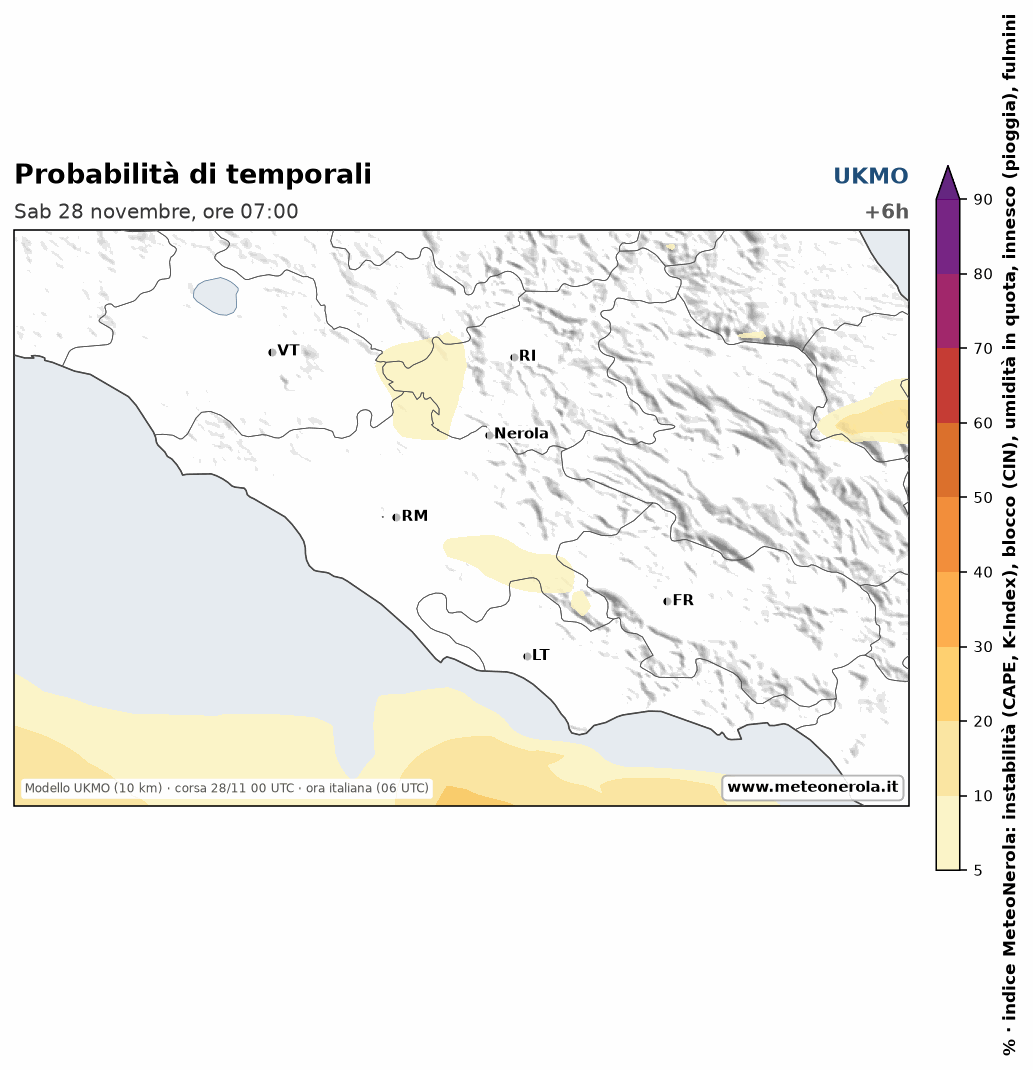 Probabilità di temporali
UKMO
Sab 28 novembre, ore 07:00
+6h
VT
RI
Nerola
RM
FR
LT
Modello UKMO (10 km) · corsa 28/11 00 UTC · ora italiana (06 UTC)
www.meteonerola.it
90
80
70
60
50
40
30
20
10
5
% · indice MeteoNerola: instabilità (CAPE, K-Index), blocco (CIN), umidità in quota, innesco (pioggia), fulmini